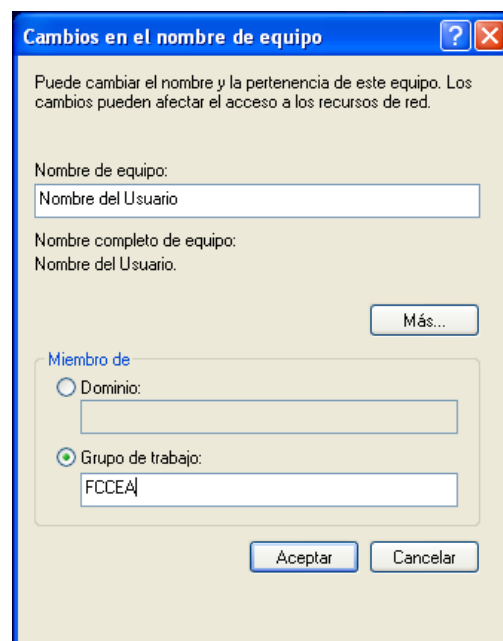 Cambios en el nombre de equipo
?
Puede cambiar el nombre y la pertenencia de este equipo. Los
cambios pueden afectar el acceso a los recursos de red.
Nombre de equipo:
Nombre del Usuario
Nombre completo de equipo:
Nombre del Usuario.
Más...
Miembro de
Dominio:
Grupo de trabajo:
FCCEA
Aceptar Cancelar